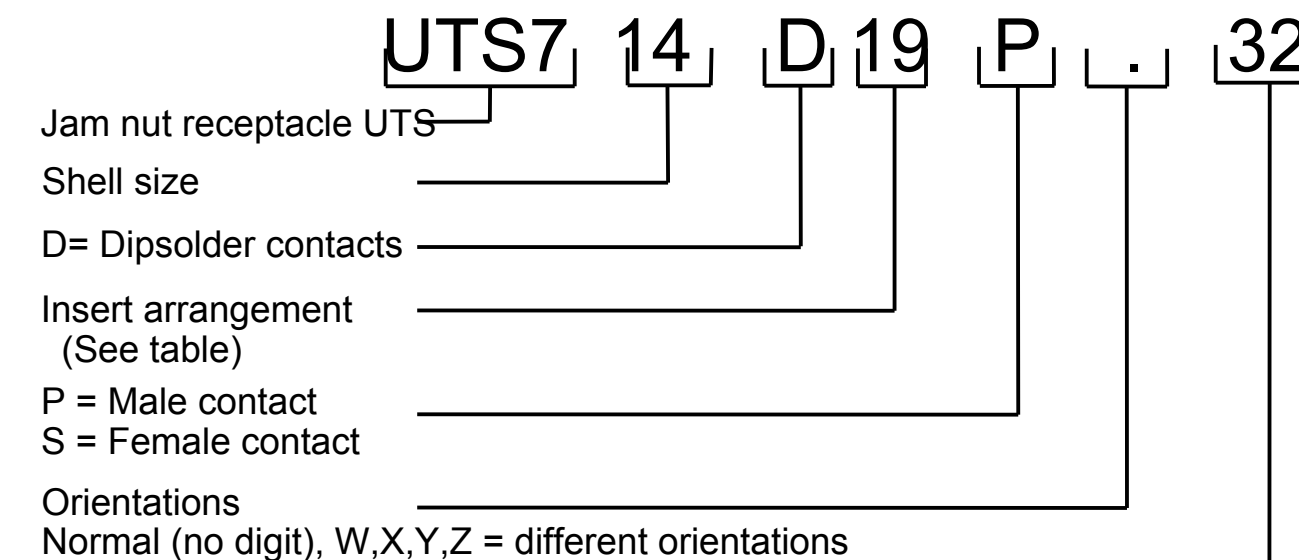 UTS7 14 D 19 P . 32
Jam nut receptacle UTS
Shell size
D= Dipsolder contacts
Insert arrangement
(See table)
P = Male contact
S = Female contact
Orientations
Normal (no digit), W,X,Y,Z = different orientations